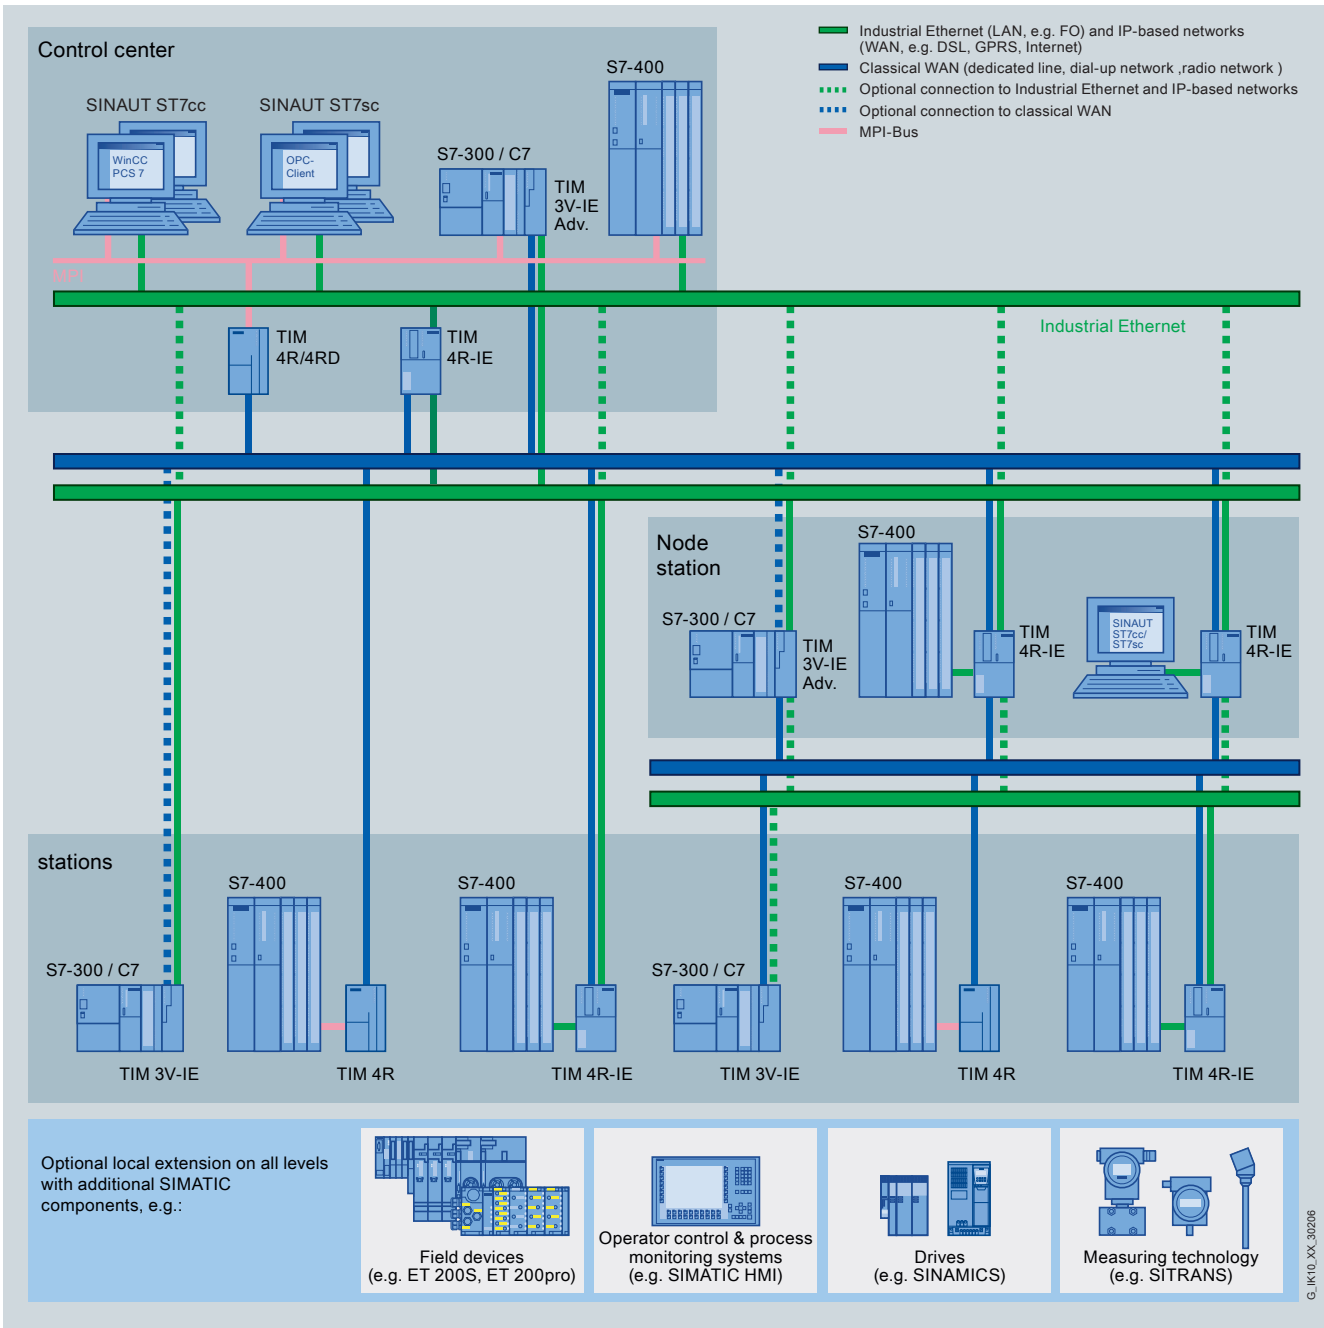 Control center
Industrial Ethernet (LAN, e.g. FO) and IP-based networks
(WAN, e.g. DSL, GPRS, Internet)
Classical WAN (dedicated line, dial-up network ,radio network )
Optional connection to Industrial Ethernet and IP-based networks
Optional connection to classical WAN
MPI-Bus
S7-400
SINAUT ST7cc
SINAUT ST7sc
WinCC
PCS 7
OPC-
Client
S7-300 / C7
TIM
3V-IE
Adv.
MPI
Industrial Ethernet
TIM
4R/4RD
TIM
4R-IE
Node
station
S7-400
S7-300 / C7
TIM
3V-IE
Adv.
TIM
4R-IE
SINAUT
ST7cc/
ST7sc
TIM
4R-IE
stations
S7-400
S7-400
S7-400
S7-400
S7-300 / C7
S7-300 / C7
TIM 3V-IE
TIM 4R
TIM 4R-IE
TIM 3V-IE
TIM 4R
TIM 4R-IE
Optional local extension on all levels
with additional SIMATIC
components, e.g.:
Field devices
(e.g. ET 200S, ET 200pro)
Operator control & process
monitoring systems
(e.g. SIMATIC HMI)
Drives
(e.g. SINAMICS)
Measuring technology
(e.g. SITRANS)
G_IK10_XX_30206